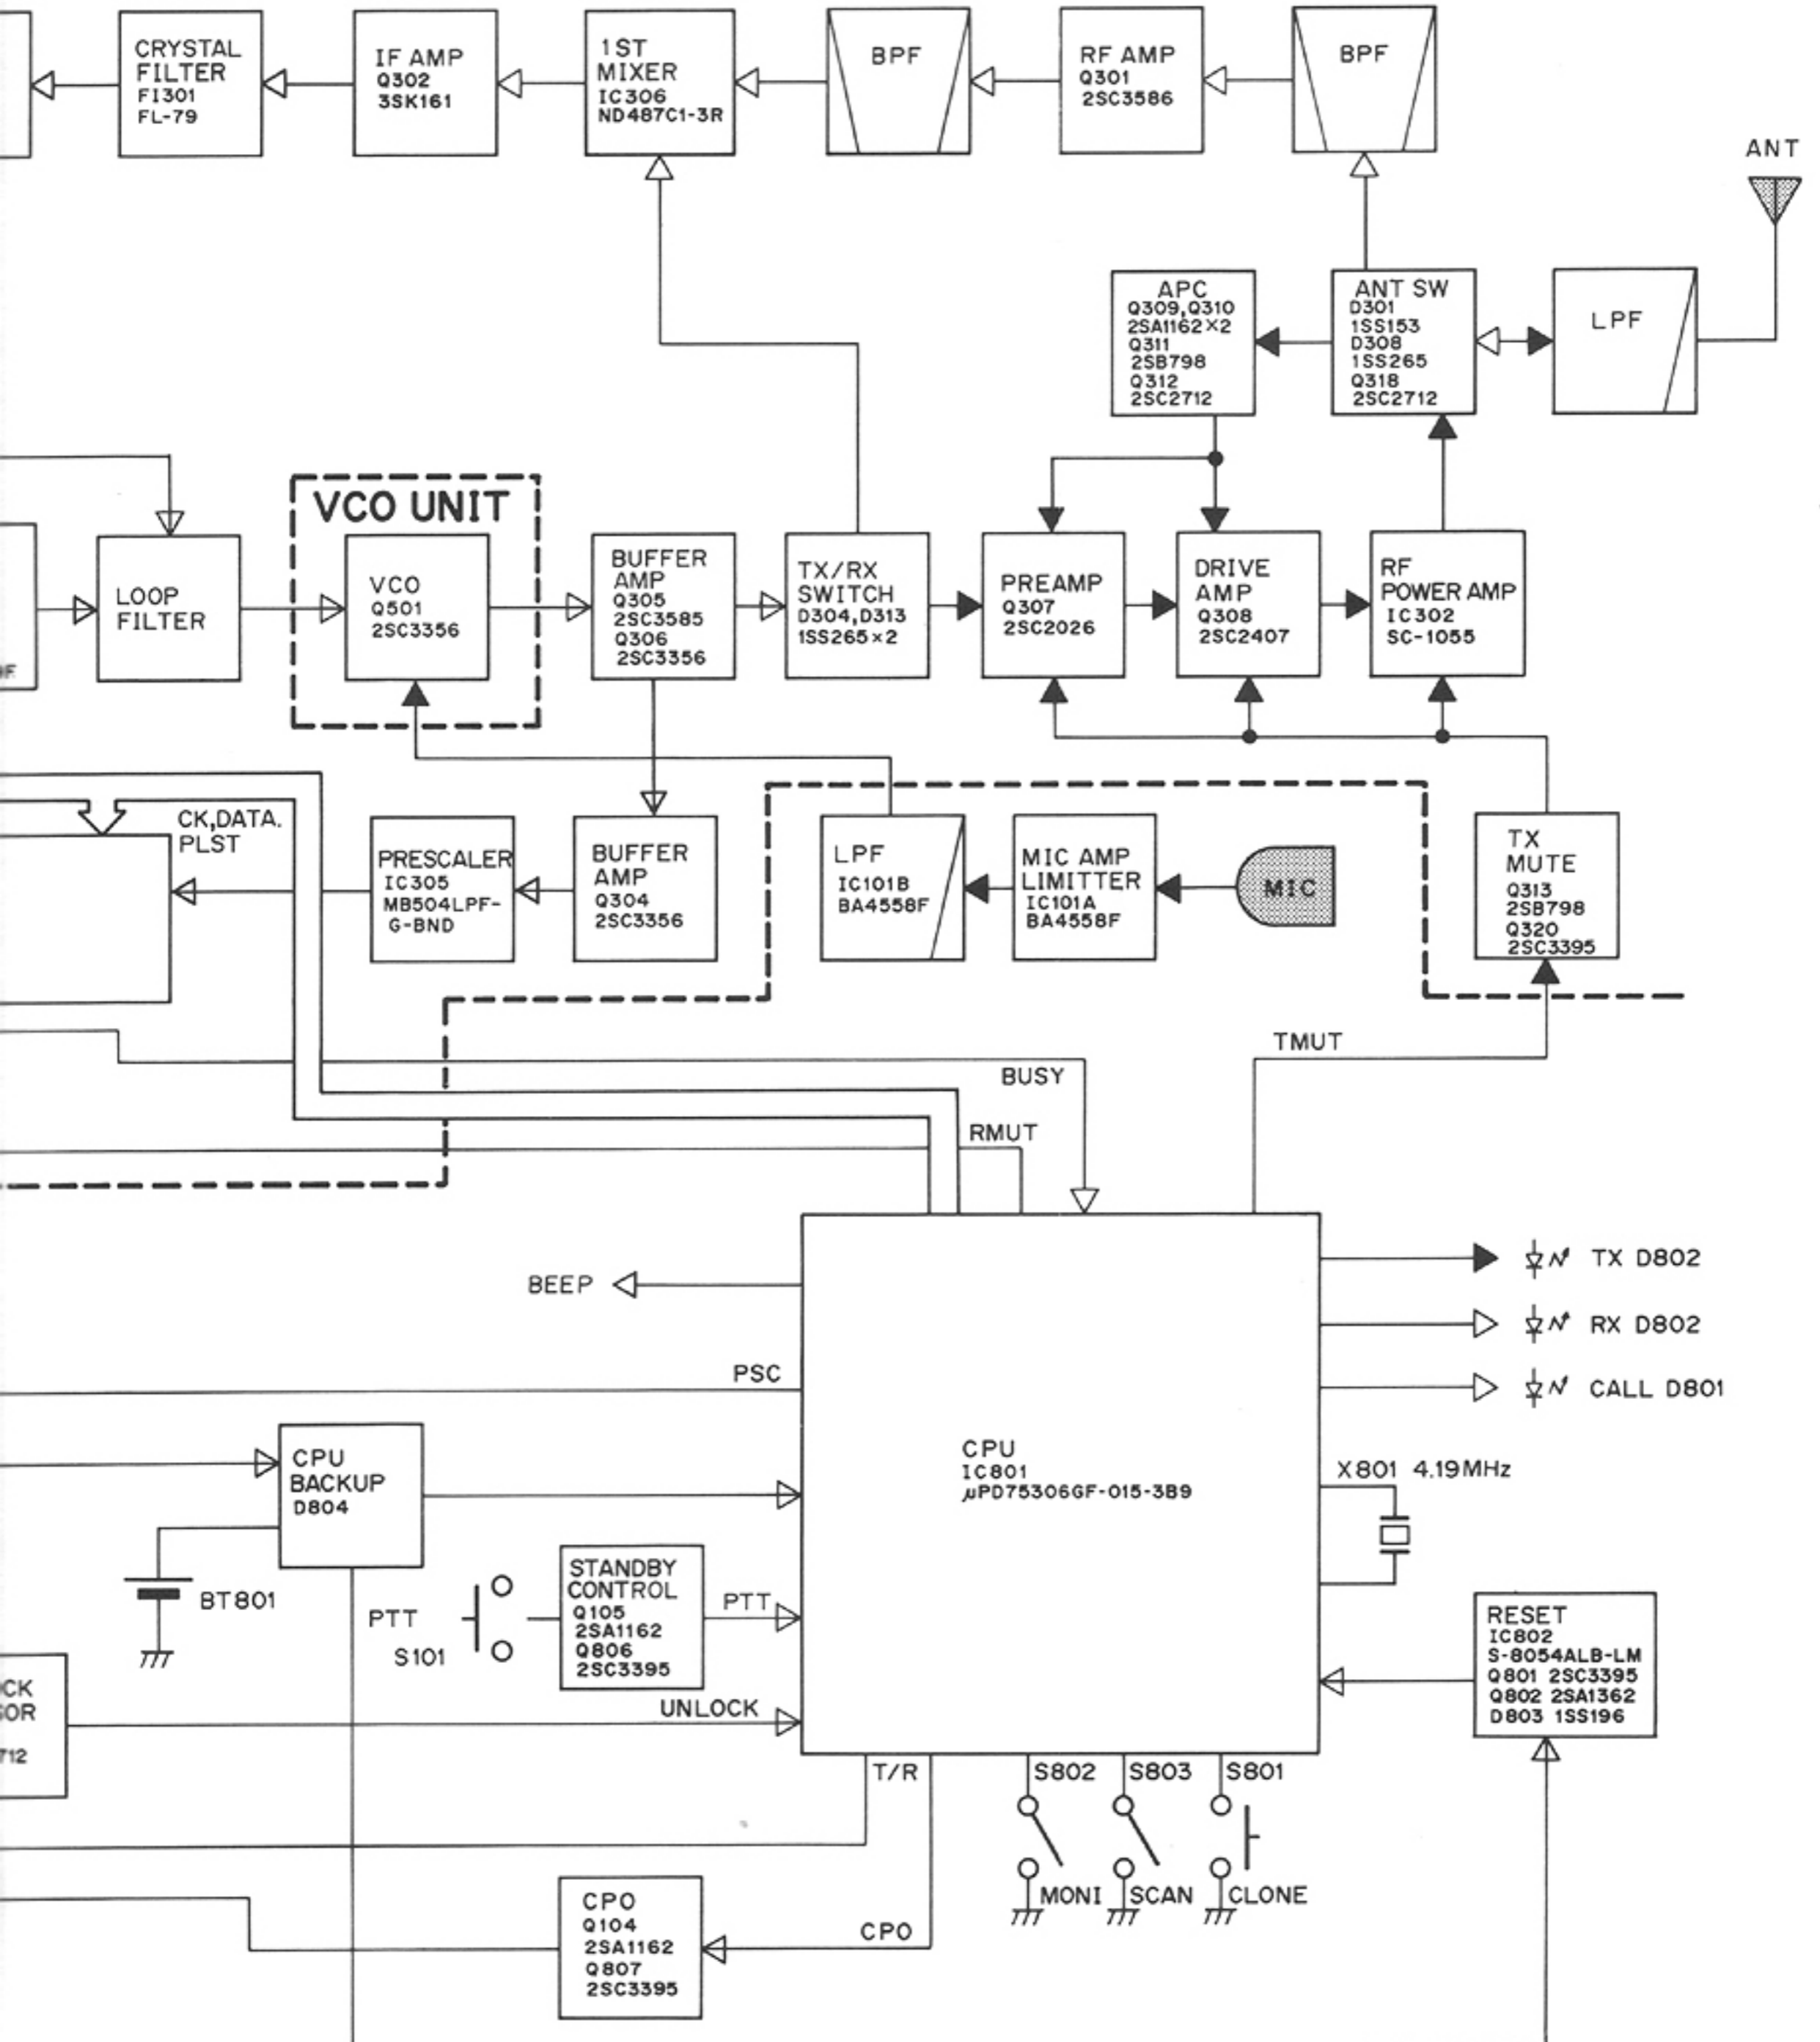 CRYSTAL
FILTER
FI301
FL-79
IF AMP
Q302
3SK161
1ST
MIXER
IC306
ND487C1-3R
BPF
RF AMP
Q301
2SC3586
BPF
ANT
APC
Q309,Q310
2SA1162×2
Q311
2SB798
Q312
2SC2712
ANT SW
D301
1SS153
D308
1SS265
Q318
2SC2712
LPF
VCO UNIT
LOOP
FILTER
VCO
Q501
2SC3356
BUFFER
AMP
Q305
2SC3585
Q306
2SC3356
TX/RX
SWITCH
D304,D313
1SS265×2
PREAMP
Q307
2SC2026
DRIVE
AMP
Q308
2SC2407
RF
POWER AMP
IC302
SC-1055
CK,DATA.
PLST
PRESCALER
IC305
MB504LPF-
G-BND
BUFFER
AMP
Q304
2SC3356
LPF
IC101B
BA4558F
MIC AMP
LIMITTER
IC101A
BA4558F
MIC
TX
MUTE
Q313
2SB798
Q320
2SC3395
TMUT
BUSY
RMUT
BEEP
TX D802
RX D802
CALL D801
PSC
CPU
IC801
μPD75306GF-015-3B9
X801 4.19MHz
CPU
BACKUP
D804
BT801
PTT
S101
STANDBY
CONTROL
Q105
2SA1162
Q806
2SC3395
PTT
RESET
IC802
S-8054ALB-LM
Q801 2SC3395
Q802 2SA1362
D803 1SS196
CK
SOR
712
UNLOCK
T/R
S802
S803
S801
MONI
SCAN
CLONE
CPO
Q104
2SA1162
Q807
2SC3395
CPO